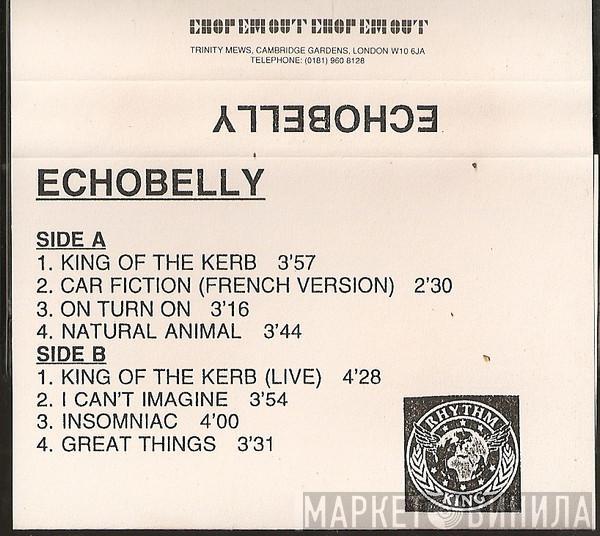 CHOP EM OUT CHOP EM OUT
TRINITY MEWS, CAMBRIDGE GARDENS, LONDON W10 6JA
TELEPHONE: (0181) 960 8128
ECHOBELLY
ECHOBELLY
SIDE A
1. KING OF THE KERB 3'57
2. CAR FICTION (FRENCH VERSION) 2'30
3. ON TURN ON 3'16
4. NATURAL ANIMAL 3'44
SIDE B
1. KING OF THE KERB (LIVE) 4'28
2. I CAN'T IMAGINE 3'54
3. INSOMNIAC 4'00
4. GREAT THINGS 3'31
RHYTHM
KING
МАРКЕТ ВИНИЛА